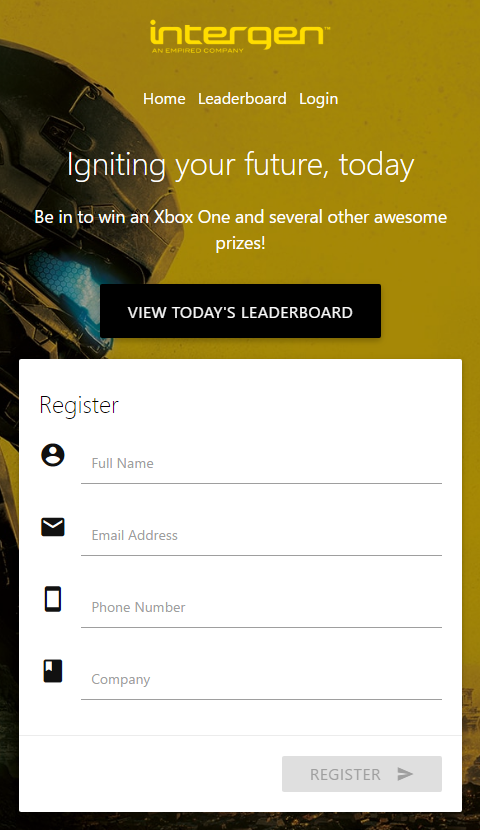 intergen™
AN EMPIRED COMPANY
Home Leaderboard Login
Igniting your future, today
Be in to win an Xbox One and several other awesome
prizes!
VIEW TODAY'S LEADERBOARD
Register
Full Name
Email Address
Phone Number
Company
REGISTER